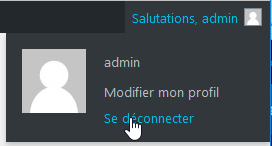 Salutations, admin
admin
Modifier mon profil
Se déconnecter